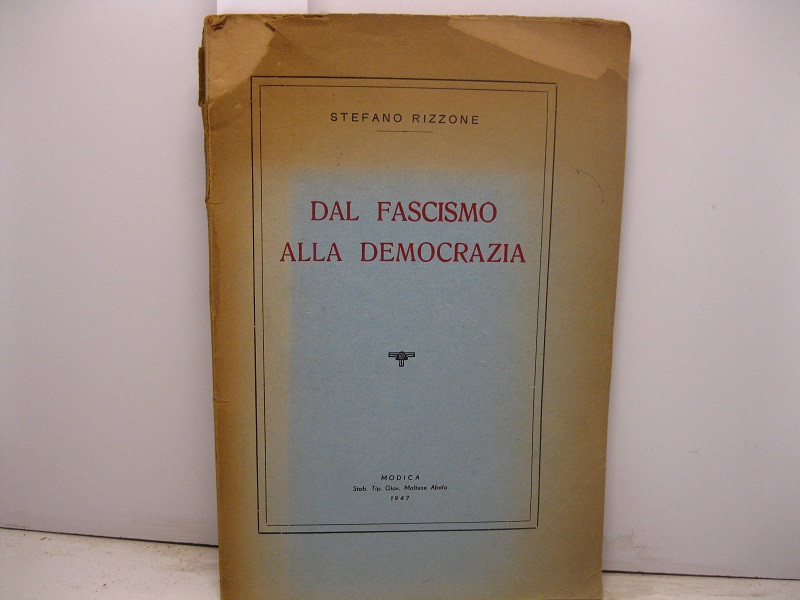 STEFANO RIZZONE
DAL FASCISMO
ALLA DEMOCRAZIA
MODICA
Stab. Tip. Giov. Maltese Abela
1947